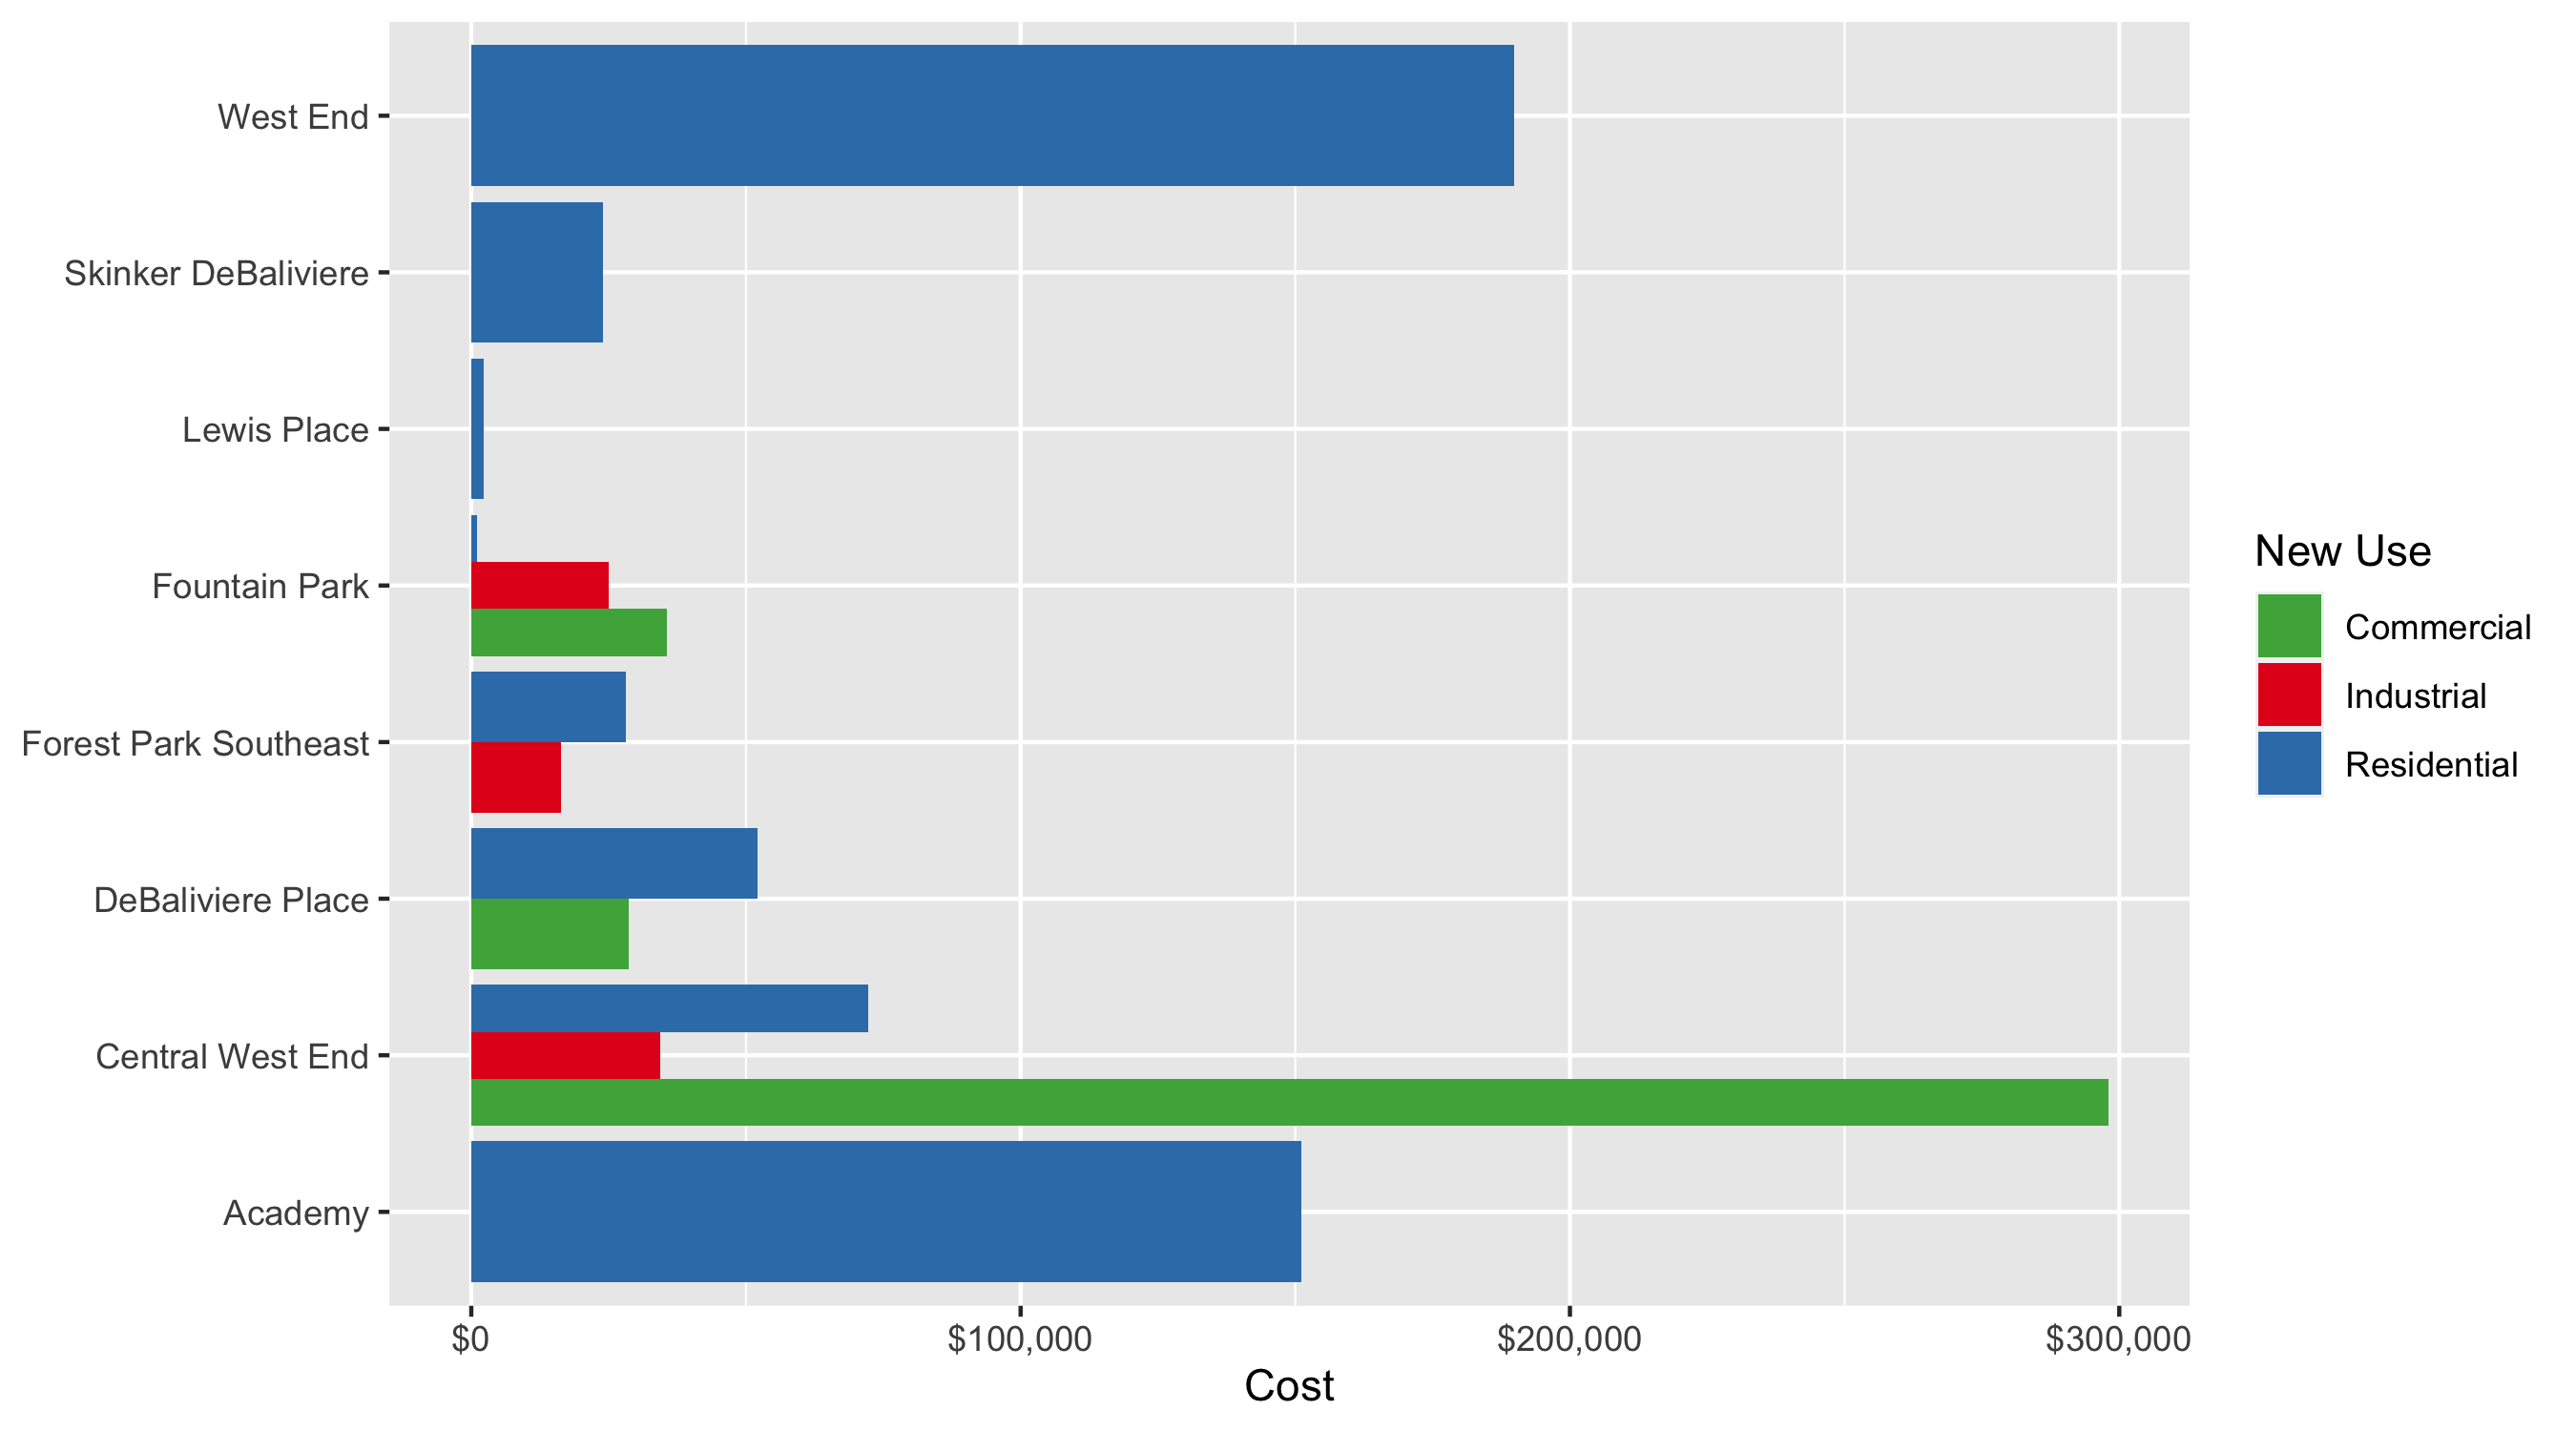 West End
Skinker DeBaliviere
Lewis Place
Fountain Park
Forest Park Southeast
DeBaliviere Place
Central West End
Academy
$0 $100,000 $200,000 $300,000
Cost
New Use
Commercial
Industrial
Residential